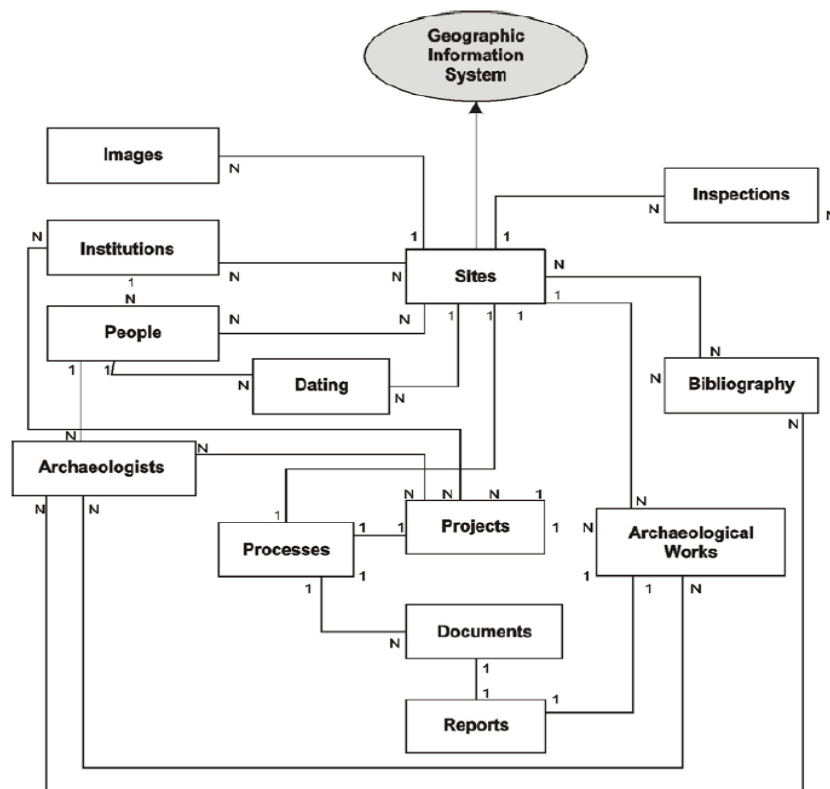 Geographic
Information
System
Images
N
Inspections
N
N
N
Institutions
1
1
N
N
Sites
N
1
N
1
N
People
N
N
1
1
1
1
1
N
Dating
N
N
N
Bibliography
N
N
N
Archaeologists
N
N
N
N
N
1
N
1
Projects
1
1
1
Processes
1
N
N
Archaeological
Works
1
1
N
1
N
Documents
1
1
Reports
1